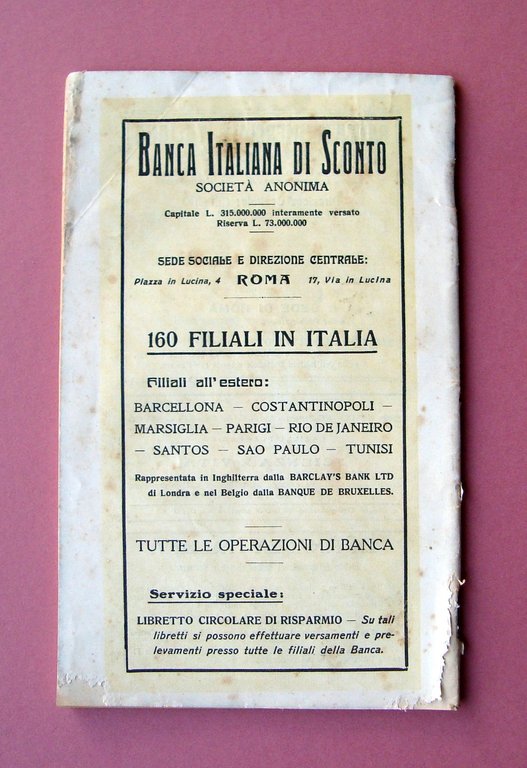 BANCA ITALIANA DI SCONTO
SOCIETÀ ANONIMA
Capitale L. 315.000.000 interamente versato
Riserva L. 73.000.000
SEDE SOCIALE E DIREZIONE CENTRALE:
Piazza in Lucina, 4 ROMA 17, Via in Lucina
160 FILIALI IN ITALIA
Filiali all'estero:
BARCELLONA — COSTANTINOPOLI —
MARSIGLIA — PARIGI — RIO DE JANEIRO
— SANTOS — SAO PAULO — TUNISI
Rappresentata in Inghilterra dalla BARCLAY'S BANK LTD
di Londra e nel Belgio dalla BANQUE DE BRUXELLES.
TUTTE LE OPERAZIONI DI BANCA
Servizio speciale:
LIBRETTO CIRCOLARE DI RISPARMIO — Su tali
libretti si possono effettuare versamenti e pre-
levamenti presso tutte le filiali della Banca.